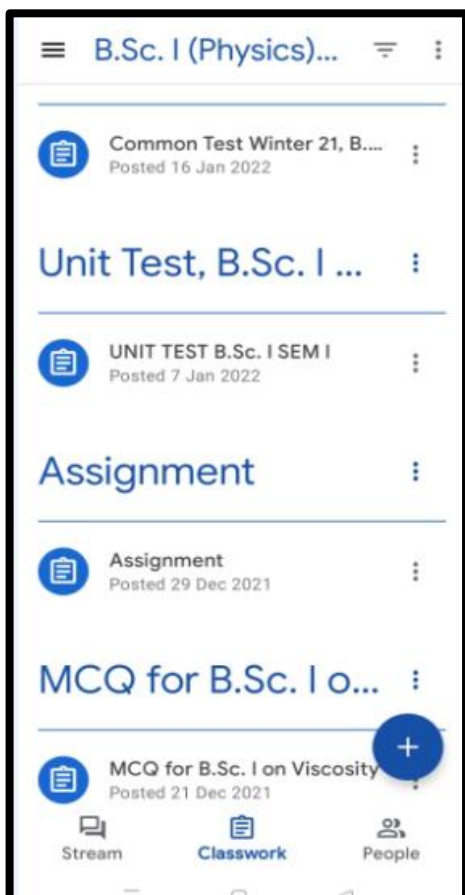 B.Sc. I (Physics)...
Common Test Winter 21, B....
Posted 16 Jan 2022
Unit Test, B.Sc. I ...
UNIT TEST B.Sc. I SEM I
Posted 7 Jan 2022
Assignment
Assignment
Posted 29 Dec 2021
MCQ for B.Sc. I o...
MCQ for B.Sc. I on Viscosity
Posted 21 Dec 2021
Stream Classwork People